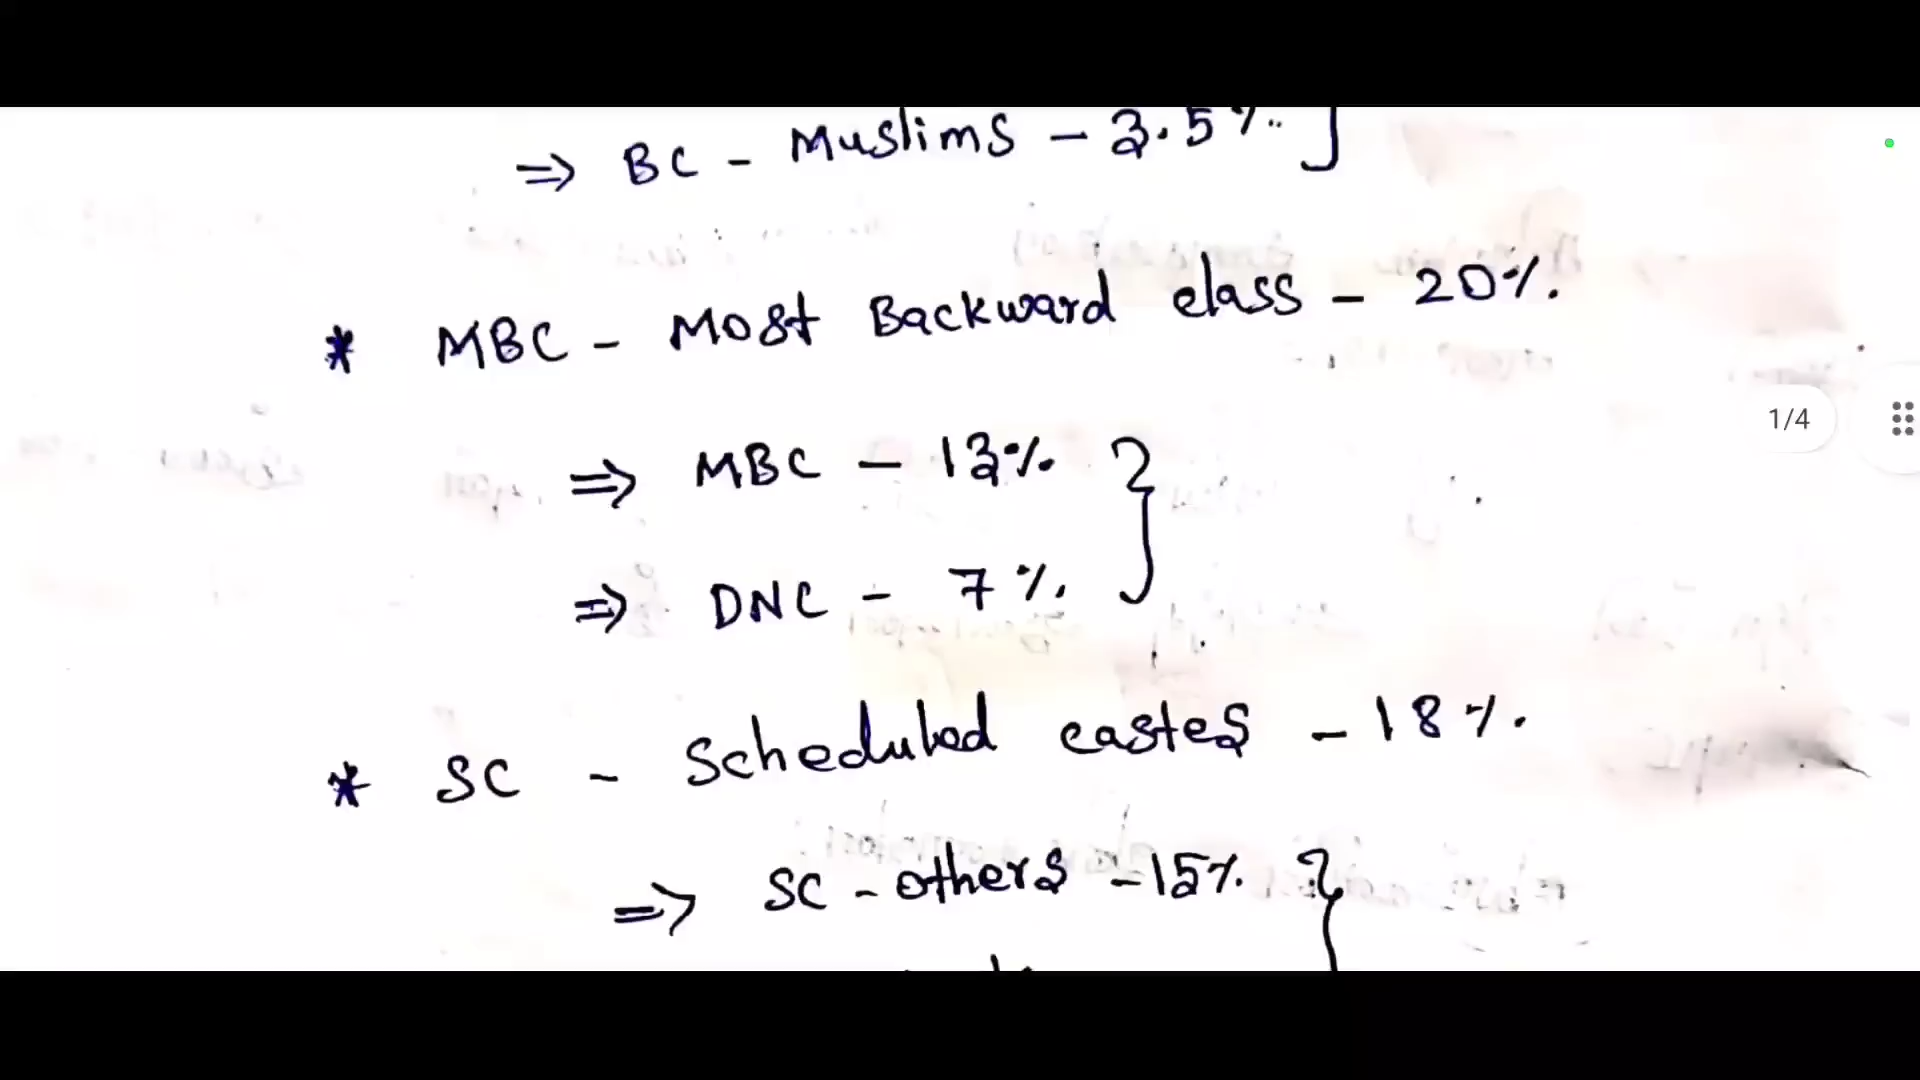 ⇒ BC - Muslims - 3.5%
* MBC - Most Backward class - 20%.
⇒ MBC - 13%
⇒ DNC - 7%
* SC - Scheduled castes - 18%.
⇒ SC - others - 15%
1/4